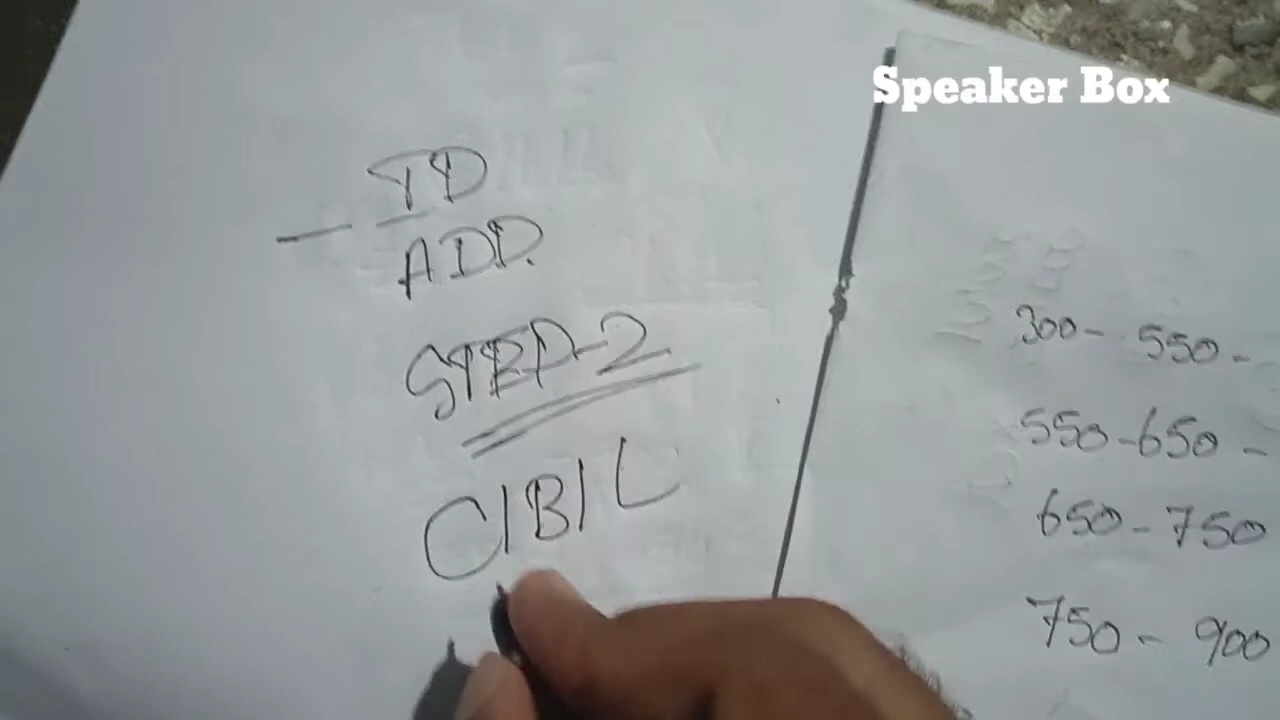 Speaker Box
ID
ADD.
STEP-2
CIBIL
300- 550-
550-650-
650-750
750- 900